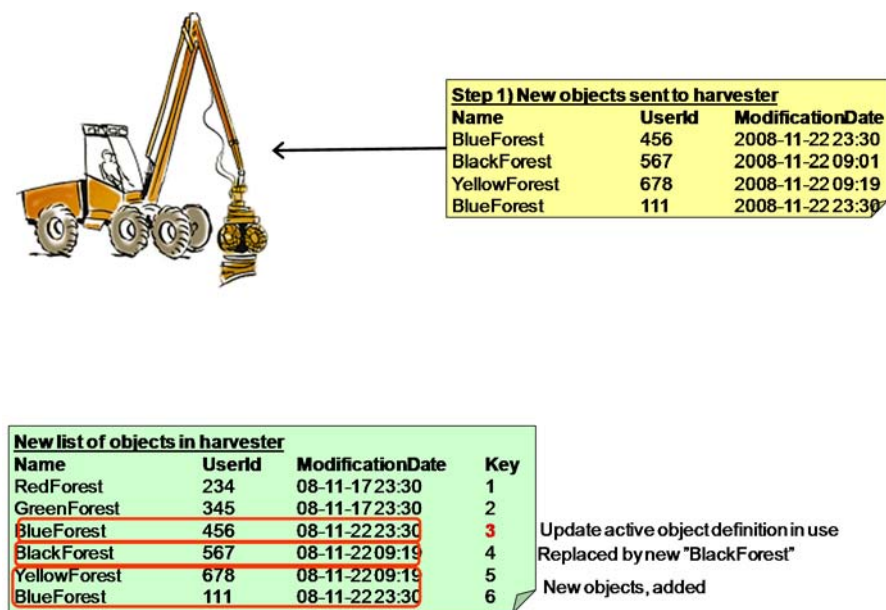 Step 1) New objects sent to harvester
Name UserId ModificationDate
BlueForest 456 2008-11-22 23:30
BlackForest 567 2008-11-22 09:01
YellowForest 678 2008-11-22 09:19
BlueForest 111 2008-11-22 23:30
New list of objects in harvester
Name UserId ModificationDate Key
RedForest 234 08-11-17 23:30 1
GreenForest 345 08-11-17 23:30 2
BlueForest 456 08-11-22 23:30 3 Update active object definition in use
BlackForest 567 08-11-22 09:19 4 Replaced by new "BlackForest"
YellowForest 678 08-11-22 09:19 5
New objects, added
BlueForest 111 08-11-22 23:30 6